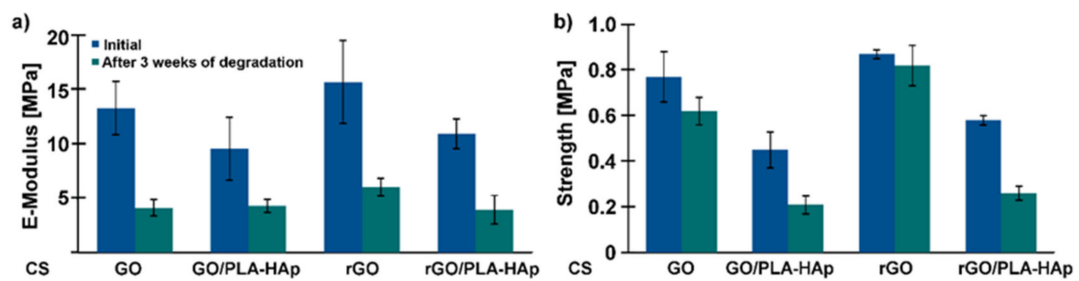 a)
E-Modulus [MPa]
20
15
10
5
Initial
After 3 weeks of degradation
CS GO GO/PLA-HAp rGO rGO/PLA-HAp
b)
Strength [MPa]
1.0
0.8
0.6
0.4
0.2
0
CS GO GO/PLA-HAp rGO rGO/PLA-HAp